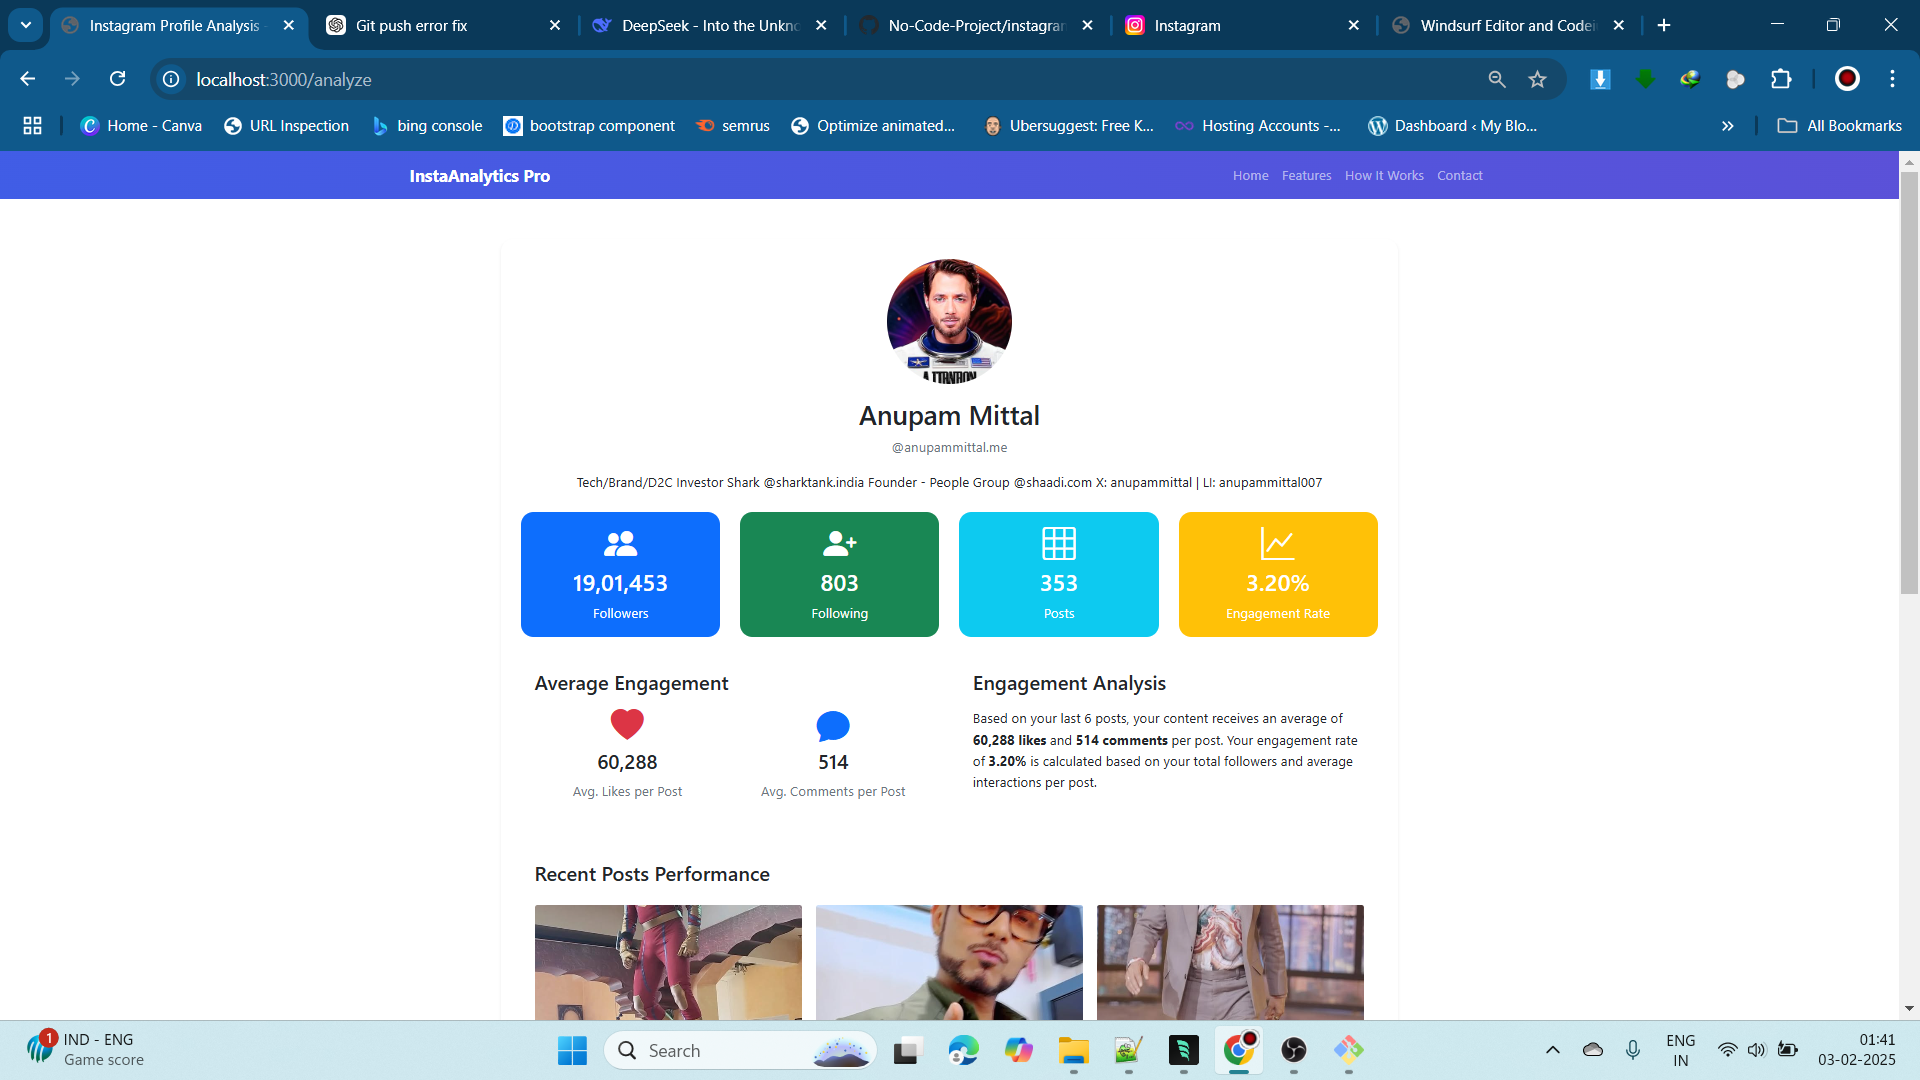 Instagram Profile Analysis -
Git push error fix
DeepSeek - Into the Unkno
No-Code-Project/instagram
Instagram
Windsurf Editor and Codei
localhost:3000/analyze
Home - Canva
URL Inspection
bing console
bootstrap component
semrus
Optimize animated...
Ubersuggest: Free K...
Hosting Accounts -...
Dashboard ‹ My Blo...
All Bookmarks
InstaAnalytics Pro
Home
Features
How It Works
Contact
Anupam Mittal
@anupammittal.me
Tech/Brand/D2C Investor Shark @sharktank.india Founder - People Group @shaadi.com X: anupammittal | LI: anupammittal007
19,01,453
Followers
803
Following
353
Posts
3.20%
Engagement Rate
Average Engagement
60,288
Avg. Likes per Post
514
Avg. Comments per Post
Engagement Analysis
Based on your last 6 posts, your content receives an average of
60,288 likes and 514 comments per post. Your engagement rate
of 3.20% is calculated based on your total followers and average
interactions per post.
Recent Posts Performance
1
IND - ENG
Game score
Search
ENG
IN
01:41
03-02-2025